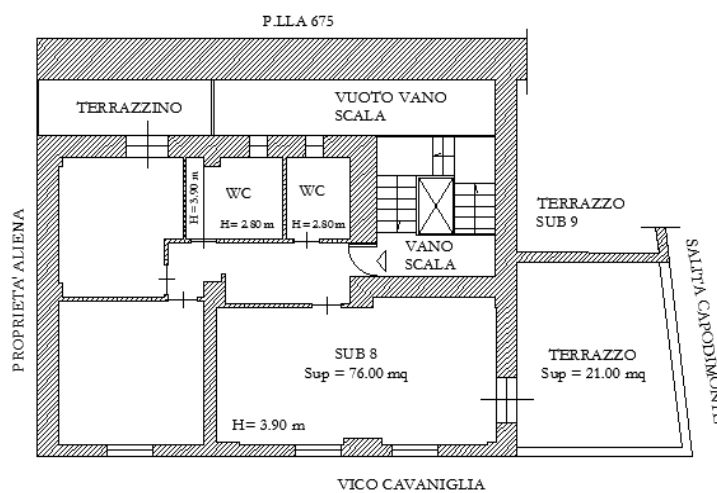 P.LLA 675
TERRAZZINO
VUOTO VANO
SCALA
H = 3.90 m
WC
H = 2.80 m
WC
H = 2.80 m
VANO
SCALA
TERRAZZO
SUB 9
PROPRIETA' ALIENA
SALITA CAPODIMONTE
SUB 8
Sup = 76.00 mq
TERRAZZO
Sup = 21.00 mq
H= 3.90 m
VICO CAVANIGLIA